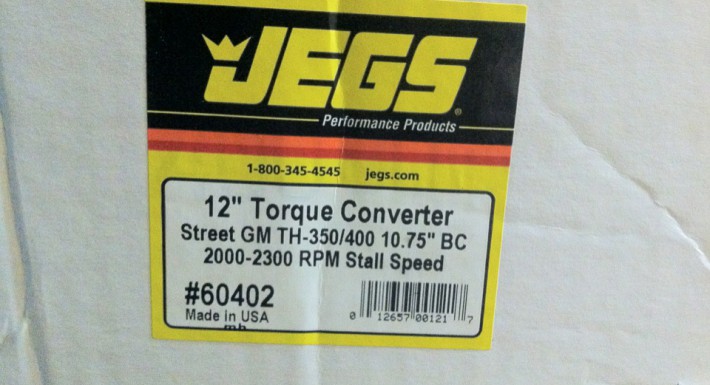 JEGS®
Performance Products
1-800-345-4545 jegs.com
12" Torque Converter
Street GM TH-350/400 10.75" BC
2000-2300 RPM Stall Speed
#60402
Made in USA
mh
0 12657 00121 7